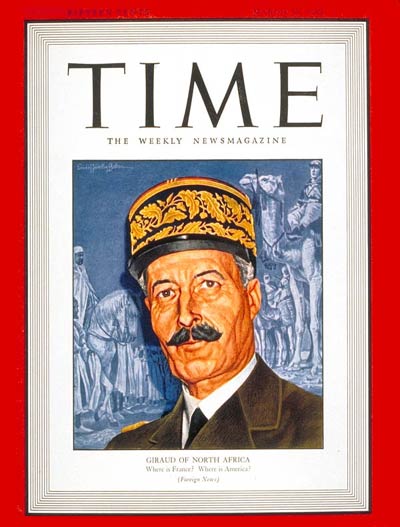 TIME
THE WEEKLY NEWSMAGAZINE
GIRAUD OF NORTH AFRICA
Where is France? Where is America?
(Foreign News)